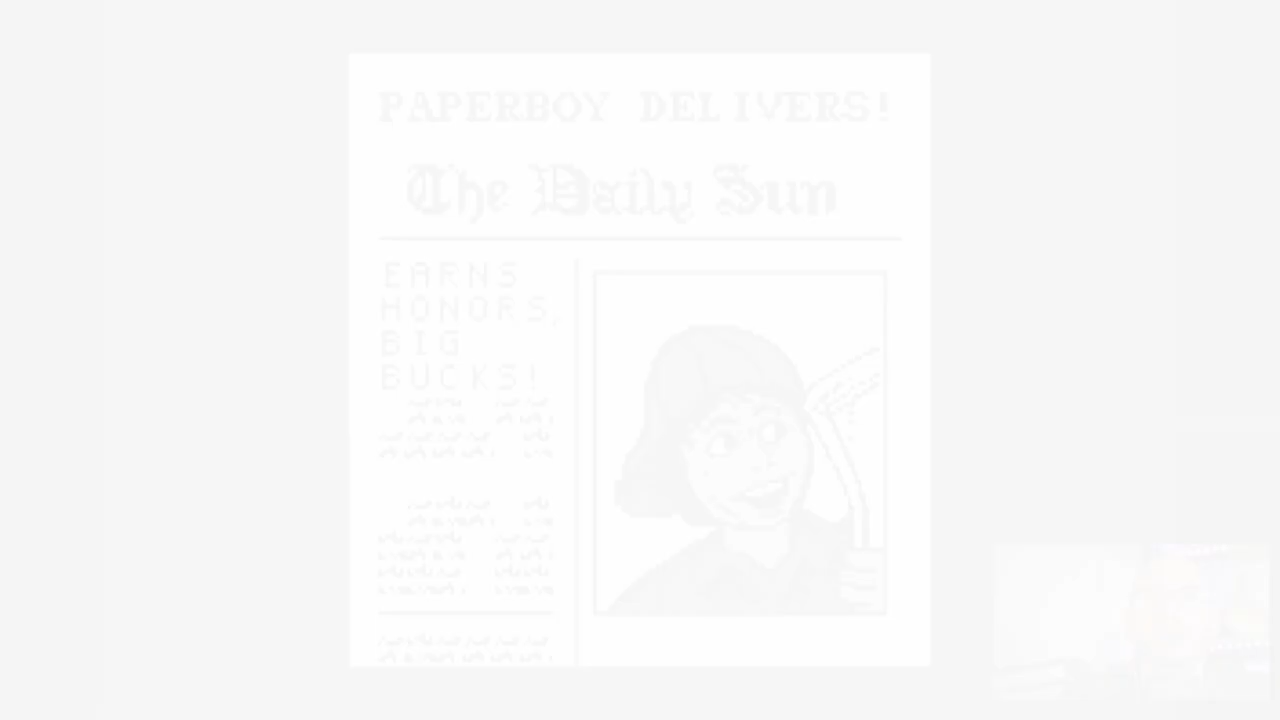 PAPERBOY DELIVERS!
The Daily Sun
EARNS
HONORS,
BIG
BUCKS!